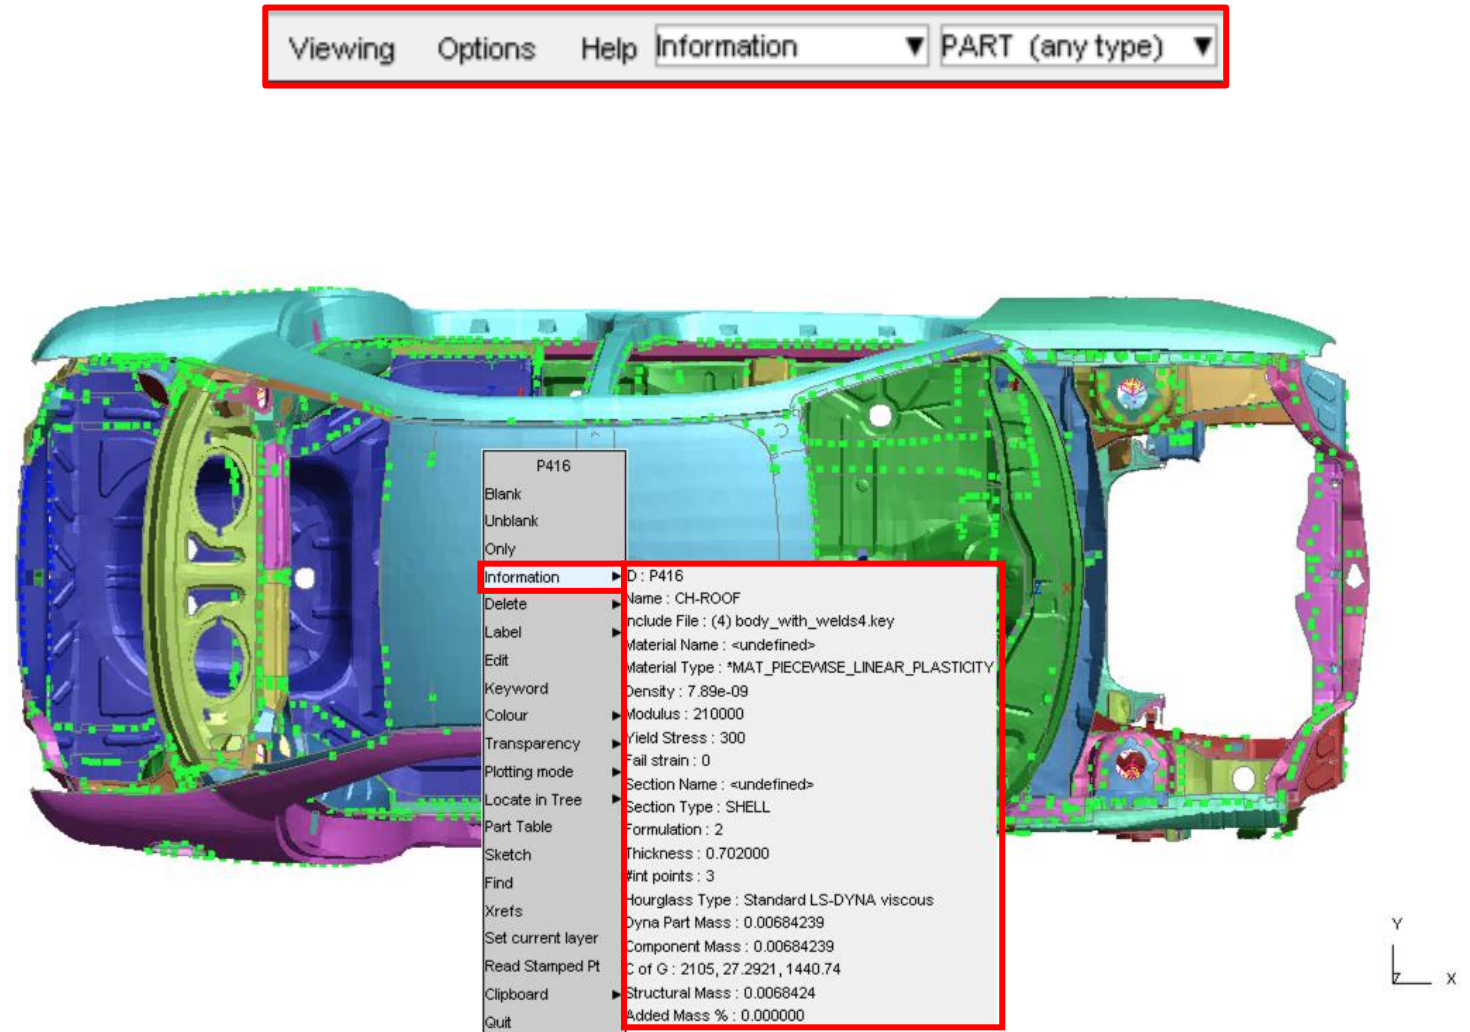 Viewing Options Help Information PART (any type)
P416
Blank
Unblank
Only
Information
Delete
Label
Edit
Keyword
Colour
Transparency
Plotting mode
Locate in Tree
Part Table
Sketch
Find
Xrefs
Set current layer
Read Stamped Pt
Clipboard
Quit
ID : P416
Name : CH-ROOF
Include File : (4) body_with_welds4.key
Material Name : <undefined>
Material Type : *MAT_PIECEWISE_LINEAR_PLASTICITY
Density : 7.89e-09
Modulus : 210000
Yield Stress : 300
Fail strain : 0
Section Name : <undefined>
Section Type : SHELL
Formulation : 2
Thickness : 0.702000
#int points : 3
Hourglass Type : Standard LS-DYNA viscous
Dyna Part Mass : 0.00684239
Component Mass : 0.00684239
C of G : 2105, 27.2921, 1440.74
Structural Mass : 0.0068424
Added Mass % : 0.000000
Y
Z X